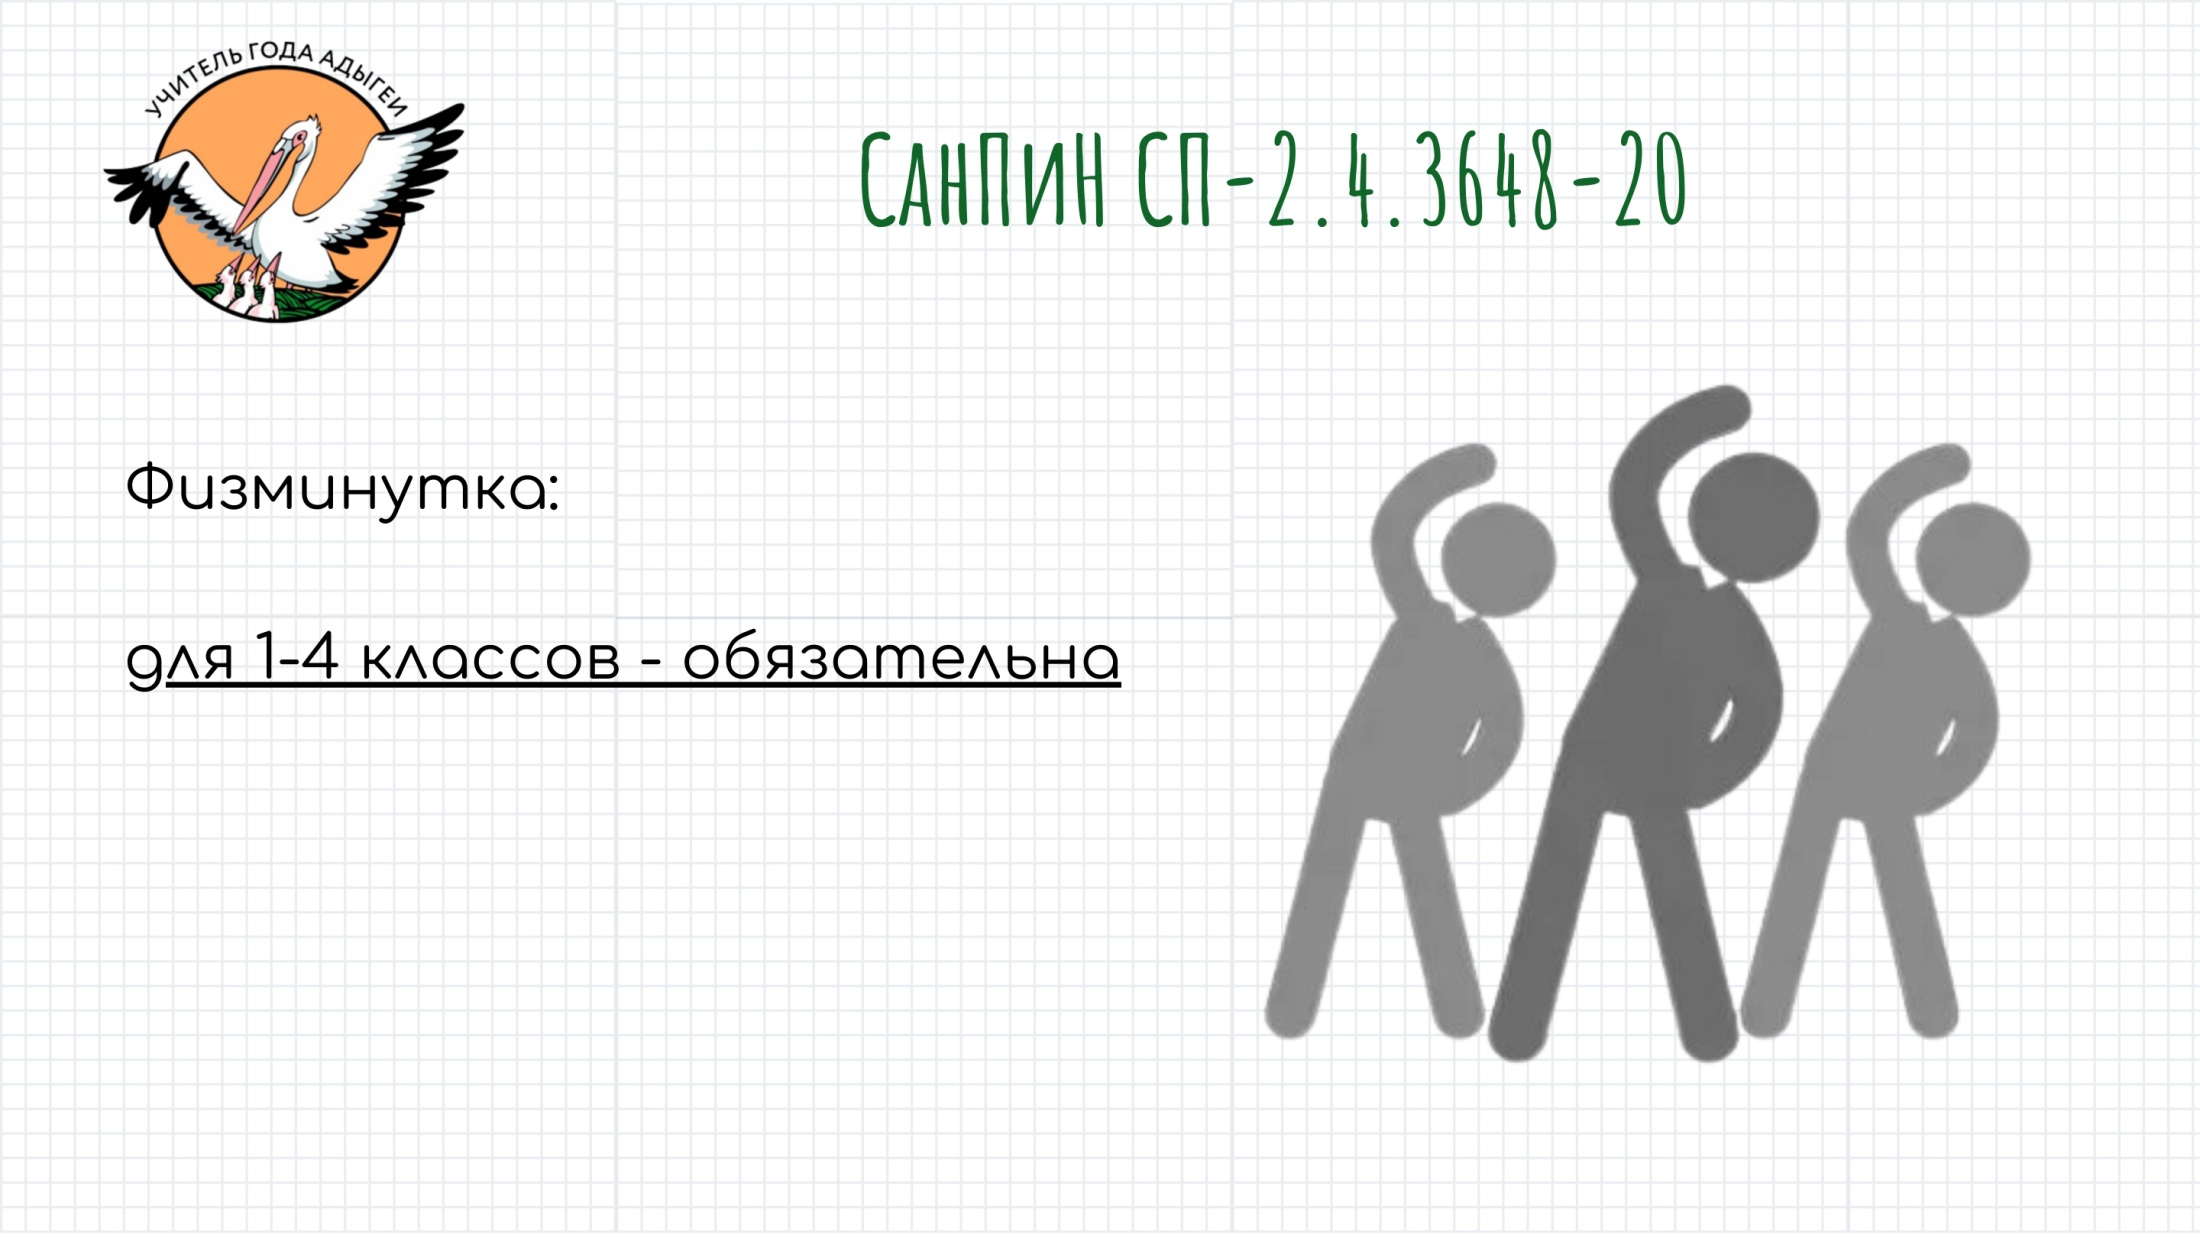 УЧИТЕЛЬ ГОДА АДЫГЕИ
САНПИН СП-2.4.3648-20
Физминутка:
для 1-4 классов - обязательна